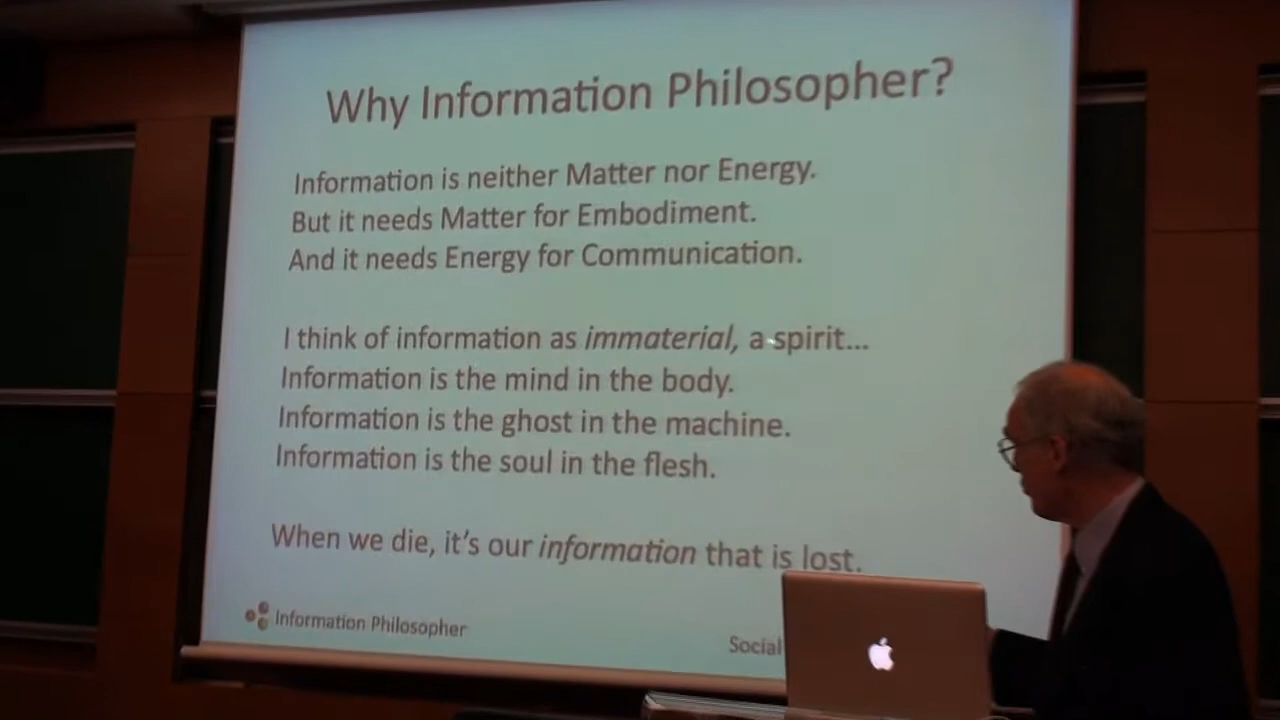 Why Information Philosopher?
Information is neither Matter nor Energy.
But it needs Matter for Embodiment.
And it needs Energy for Communication.
I think of information as immaterial, a spirit...
Information is the mind in the body.
Information is the ghost in the machine.
Information is the soul in the flesh.
When we die, it's our information that is lost.
Information Philosopher
Social